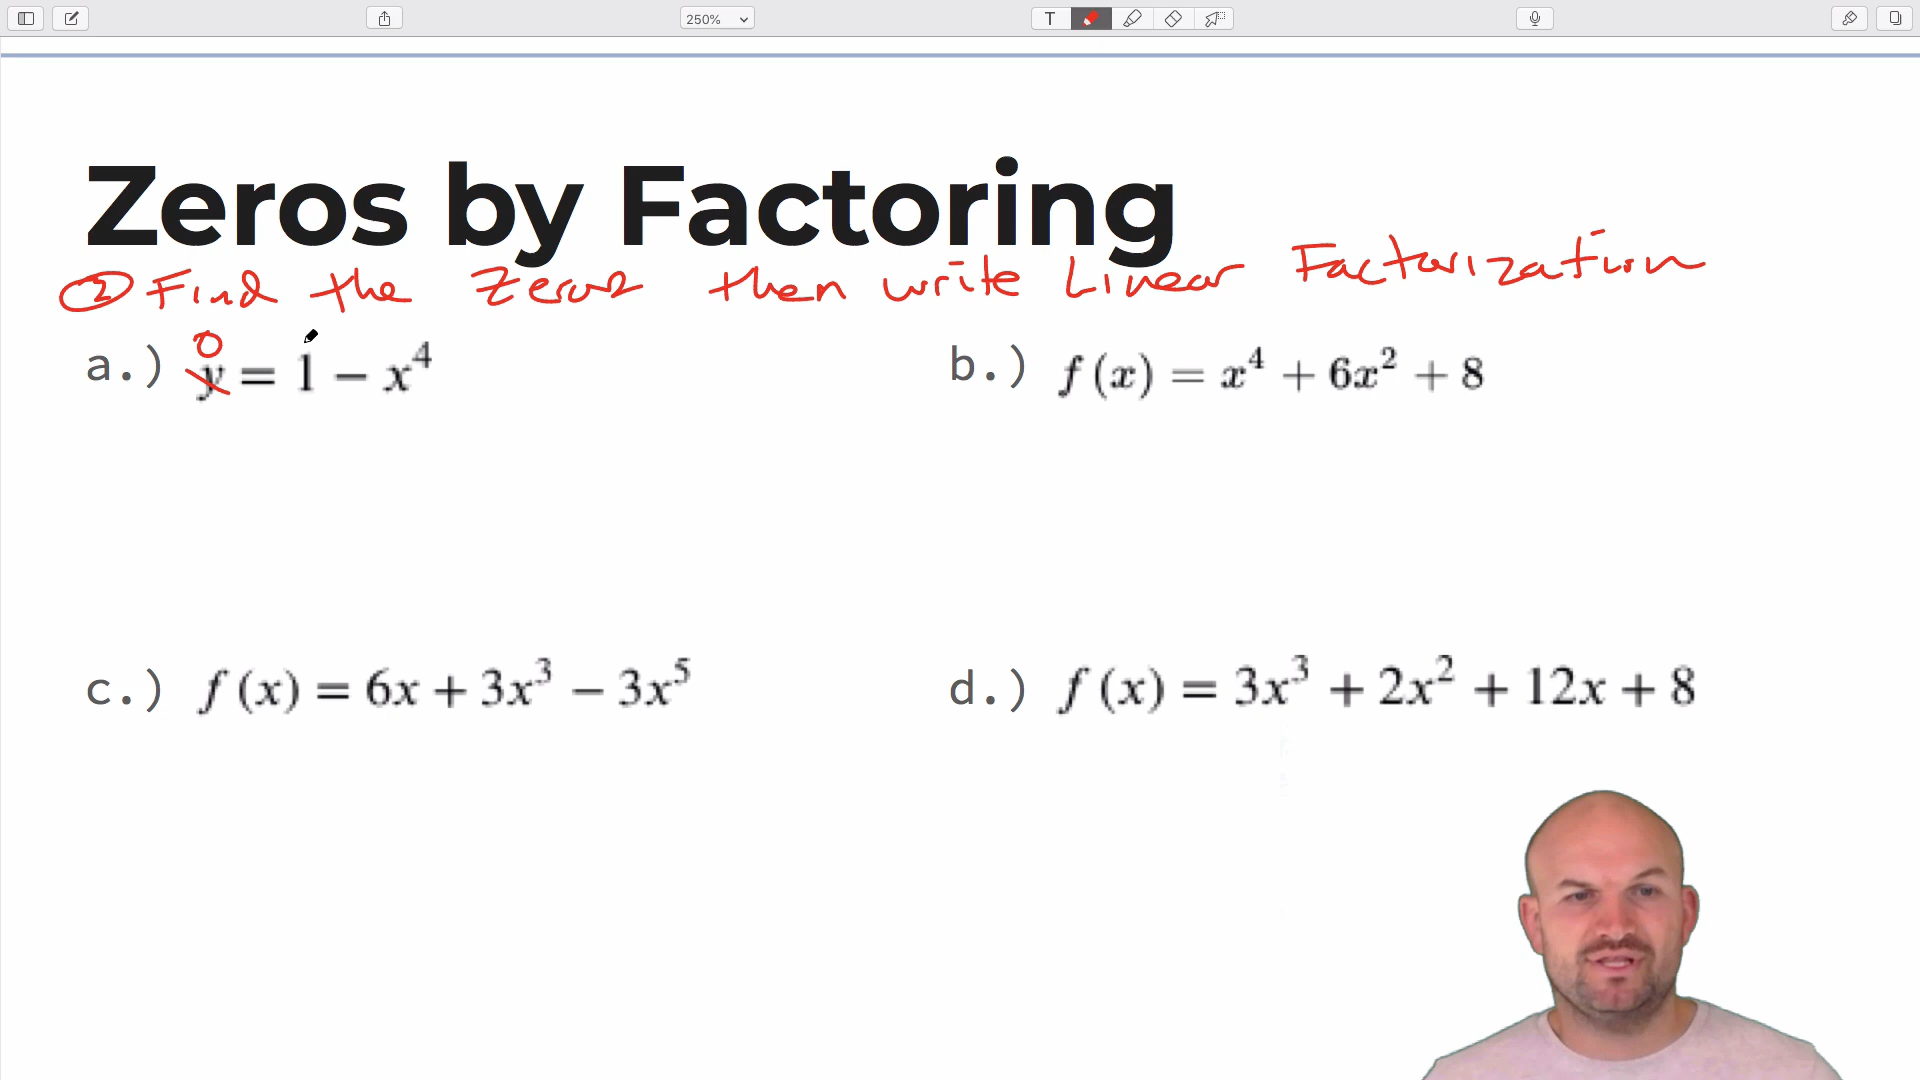 250%
T
Zeros by Factoring
② Find the Zeros then write Linear Factorization
0
a.) y = 1 − x⁴
b.) f(x) = x⁴ + 6x² + 8
c.) f(x) = 6x + 3x³ − 3x⁵
d.) f(x) = 3x³ + 2x² + 12x + 8